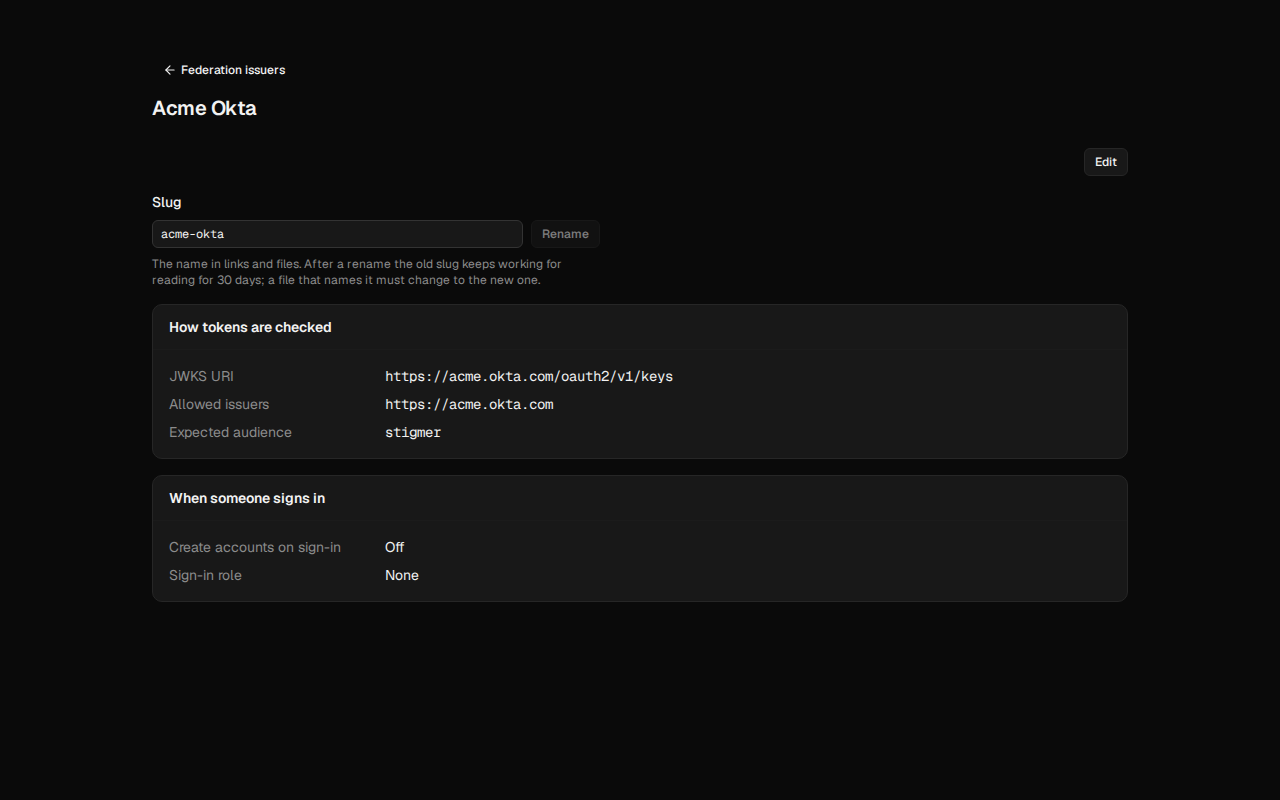 Federation issuers
Acme Okta
Edit
Slug
acme-okta
Rename
The name in links and files. After a rename the old slug keeps working for
reading for 30 days; a file that names it must change to the new one.
How tokens are checked
JWKS URI https://acme.okta.com/oauth2/v1/keys
Allowed issuers https://acme.okta.com
Expected audience stigmer
When someone signs in
Create accounts on sign-in Off
Sign-in role None